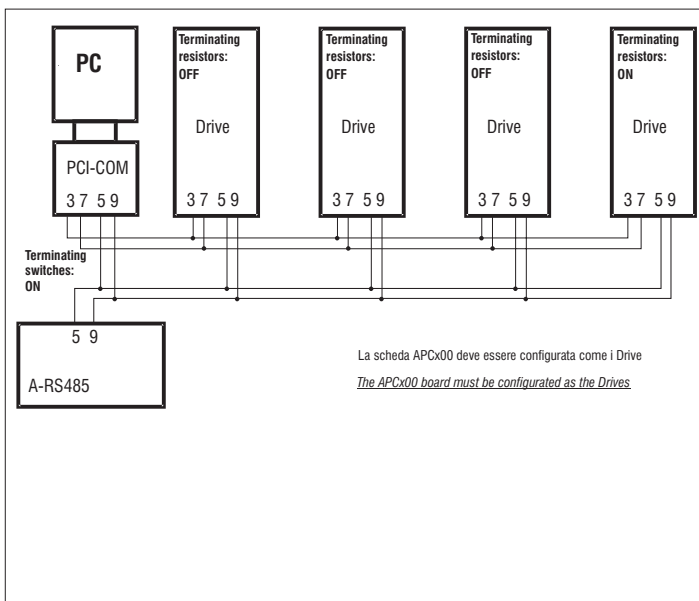 PC
PCI-COM
3 7 5 9
Terminating
switches:
ON
Terminating
resistors:
OFF
Drive
3 7 5 9
Terminating
resistors:
OFF
Drive
3 7 5 9
Terminating
resistors:
OFF
Drive
3 7 5 9
Terminating
resistors:
ON
Drive
3 7 5 9
5 9
A-RS485
La scheda APCx00 deve essere configurata come i Drive
The APCx00 board must be configurated as the Drives